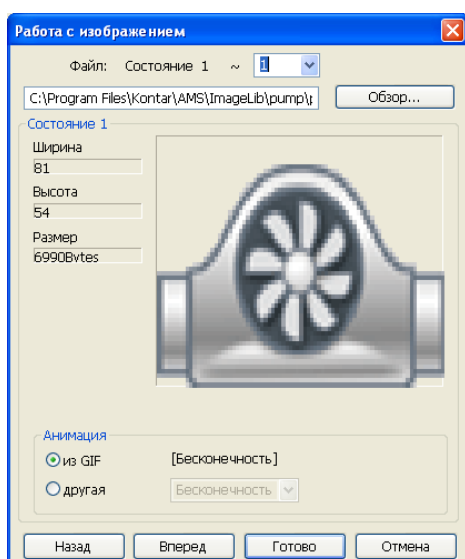 Работа с изображением
Файл: Состояние 1 ~ 1
C:\Program Files\Kontar\AMS\ImageLib\pump\ Обзор...
Состояние 1
Ширина
81
Высота
54
Размер
6990Bytes
Анимация
из GIF [Бесконечность]
другая Бесконечность
Назад Вперед Готово Отмена